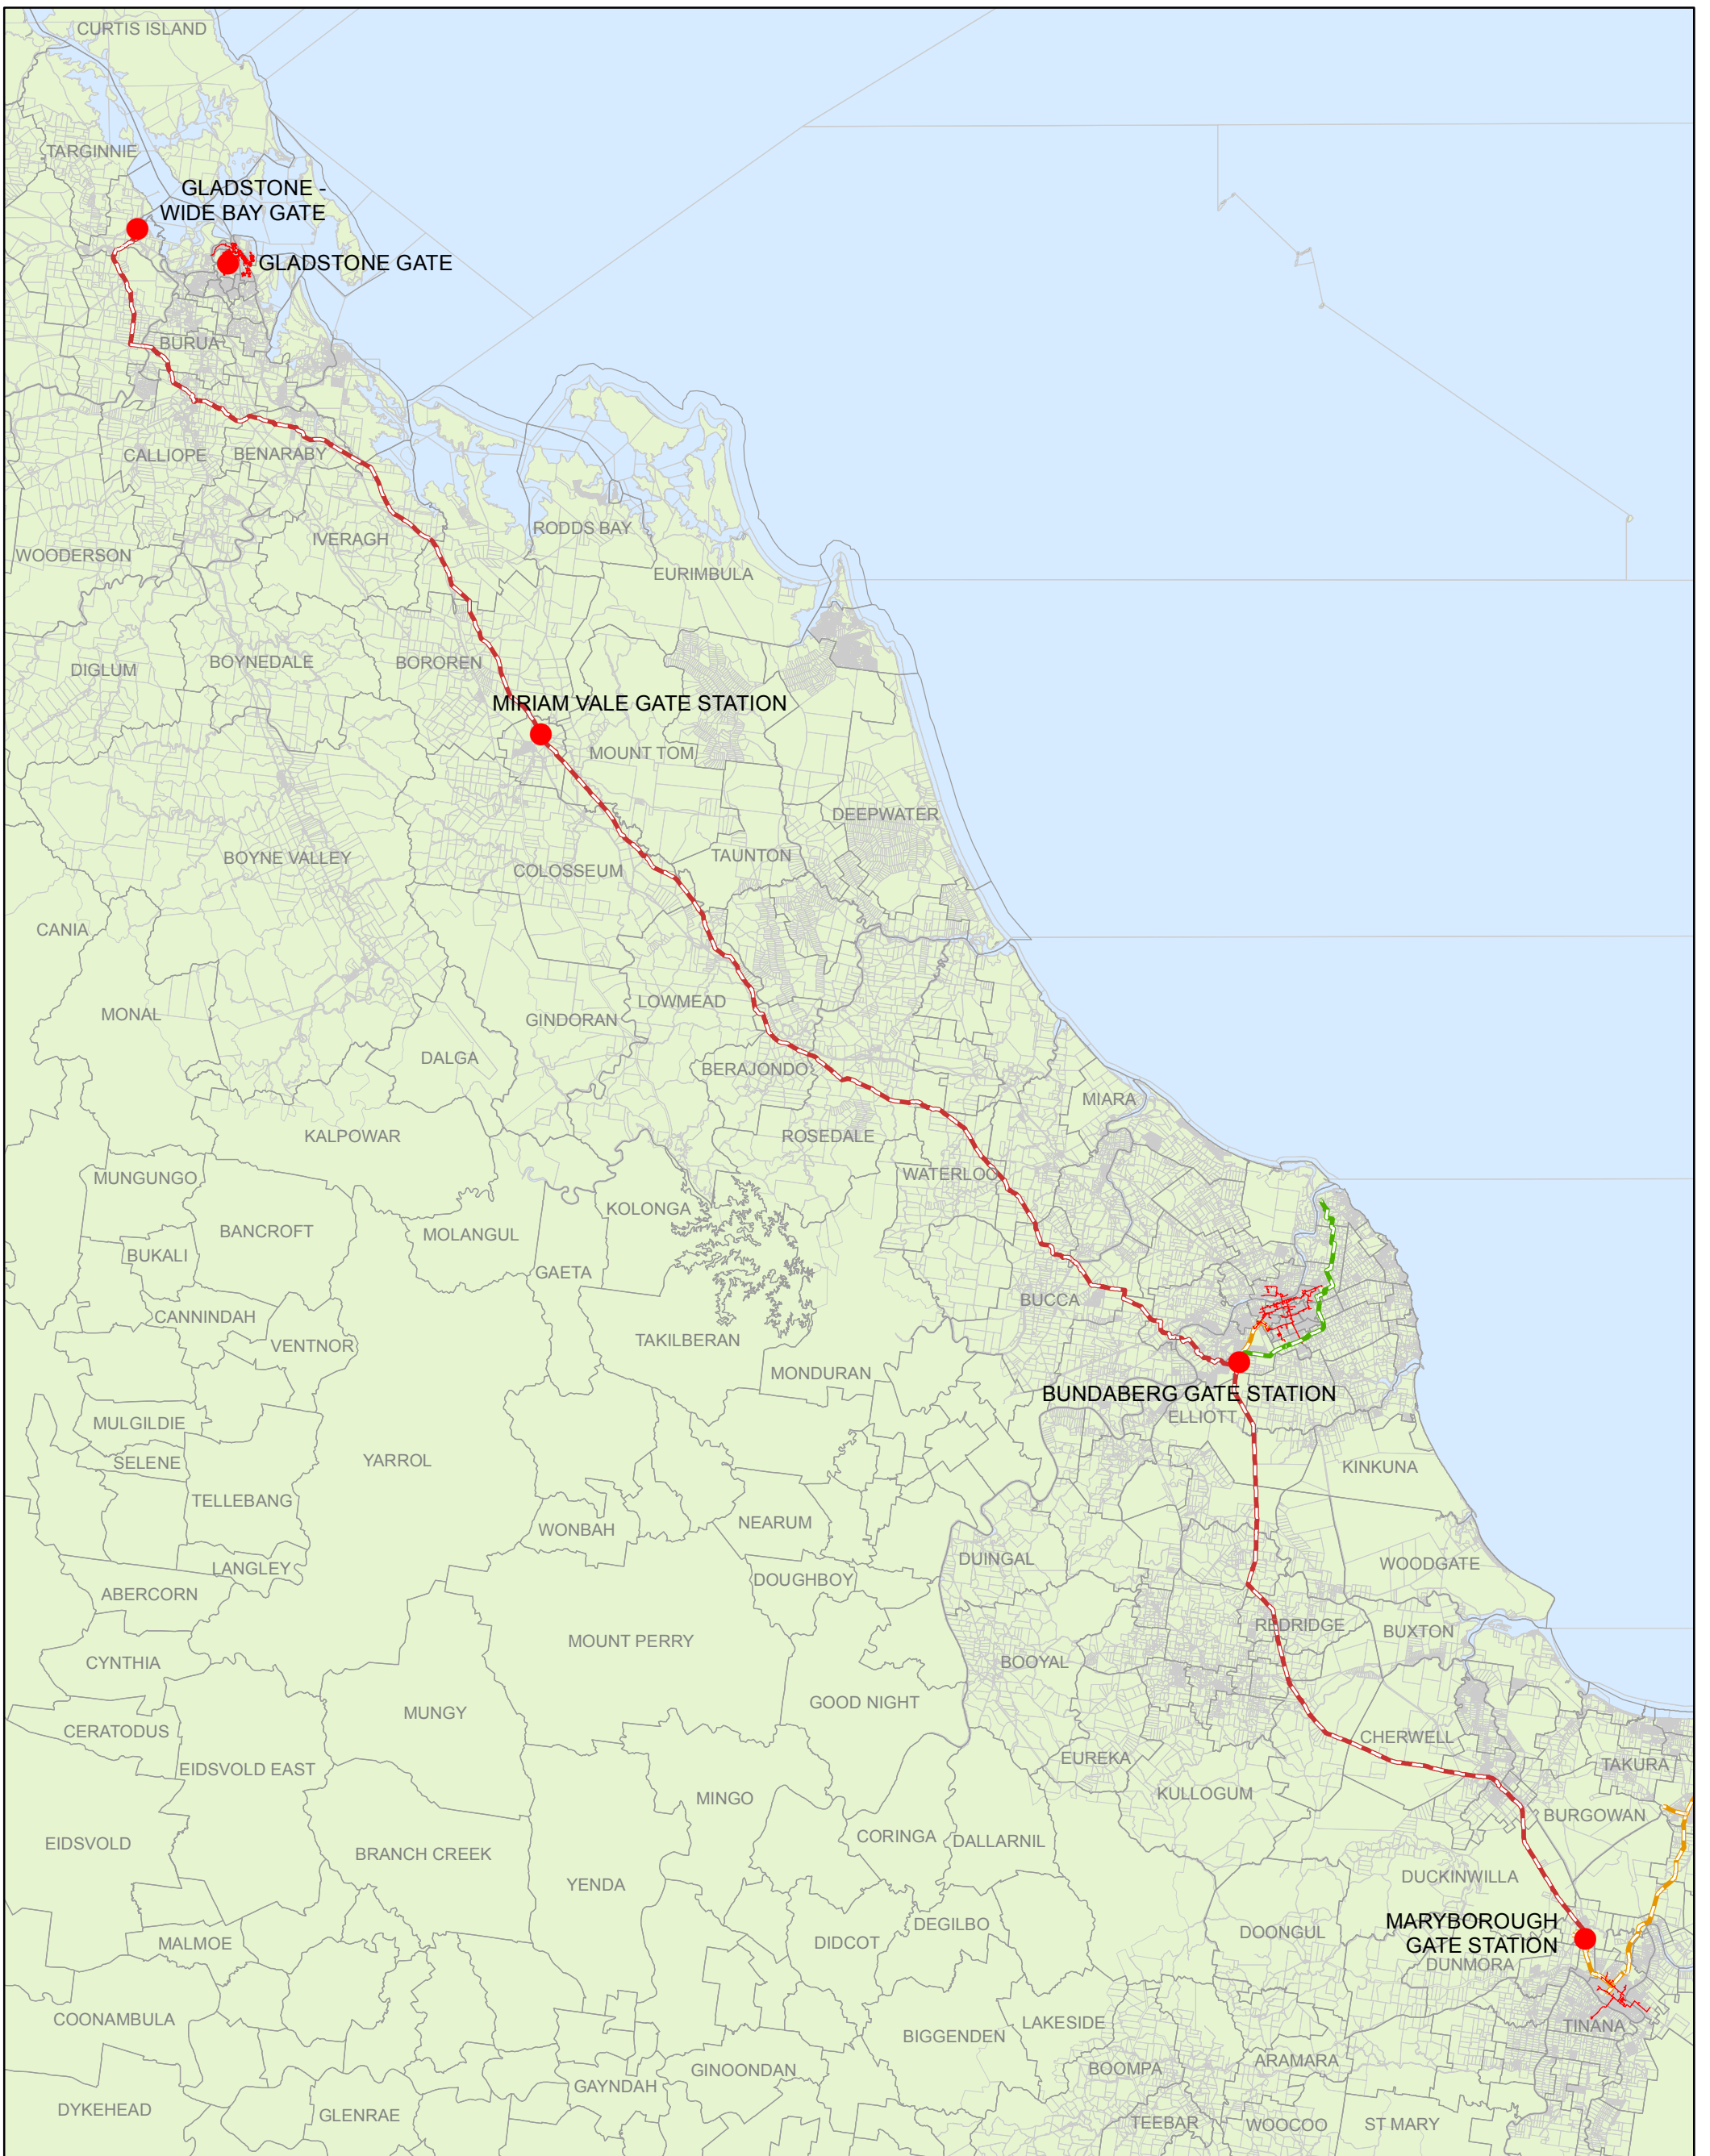 CURTIS ISLAND
TARGINNIE
GLADSTONE -
WIDE BAY GATE
GLADSTONE GATE
BURUA
CALLIOPE
BENARABY
RODDS BAY
IVERAGH
WOODERSON
EURIMBULA
DIGLUM
BOYNEDALE
BOROREN
MIRIAM VALE GATE STATION
MOUNT TOM
DEEPWATER
BOYNE VALLEY
TAUNTON
COLOSSEUM
CANIA
LOWMEAD
MONAL
GINDORAN
DALGA
BERAJONDO
MIARA
KALPOWAR
ROSEDALE
MUNGUNGO
WATERLOO
KOLONGA
BANCROFT
MOLANGUL
BUKALI
GAETA
BUCCA
CANNINDAH
VENTNOR
TAKILBERAN
MONDURAN
BUNDABERG GATE STATION
ELLIOTT
MULGILDIE
YARROL
SELENE
KINKUNA
TELLEBANG
NEARUM
WONBAH
DUINGAL
WOODGATE
LANGLEY
DOUGHBOY
ABERCORN
REDRIDGE
BUXTON
MOUNT PERRY
CYNTHIA
BOOYAL
GOOD NIGHT
MUNGY
CERATODUS
CHERWELL
EUREKA
TAKURA
EIDSVOLD EAST
KULLOGUM
MINGO
BURGOWAN
CORINGA
DALLARNIL
EIDSVOLD
BRANCH CREEK
DUCKINWILLA
YENDA
MARYBOROUGH
GATE STATION
DEGILBO
DOONGUL
DIDCOT
MALMOE
DUNMORA
COONAMBULA
LAKESIDE
TINANA
BIGGENDEN
ARAMARA
BOOMPA
GINOONDAN
GAYNDAH
DYKEHEAD
GLENRAE
TEEBAR
WOOCOO
ST MARY